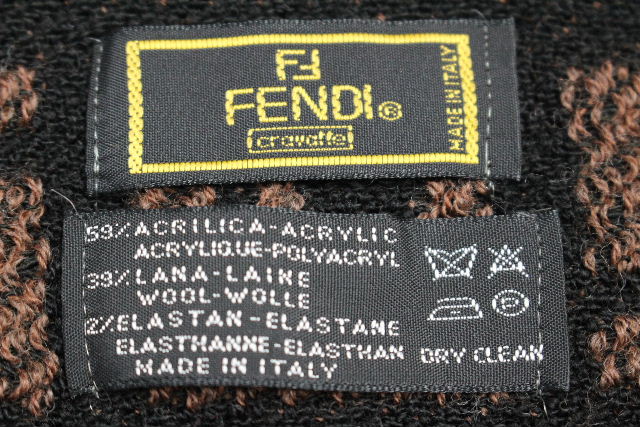 FENDI®
cravatte
MADE IN ITALY
59% ACRILICA-ACRYLIC
ACRYLIQUE-POLYACRYL
39% LANA-LAINE
WOOL-WOLLE
2% ELASTAN-ELASTANE
ELASTHANNE-ELASTHAN
MADE IN ITALY
DRY CLEAN